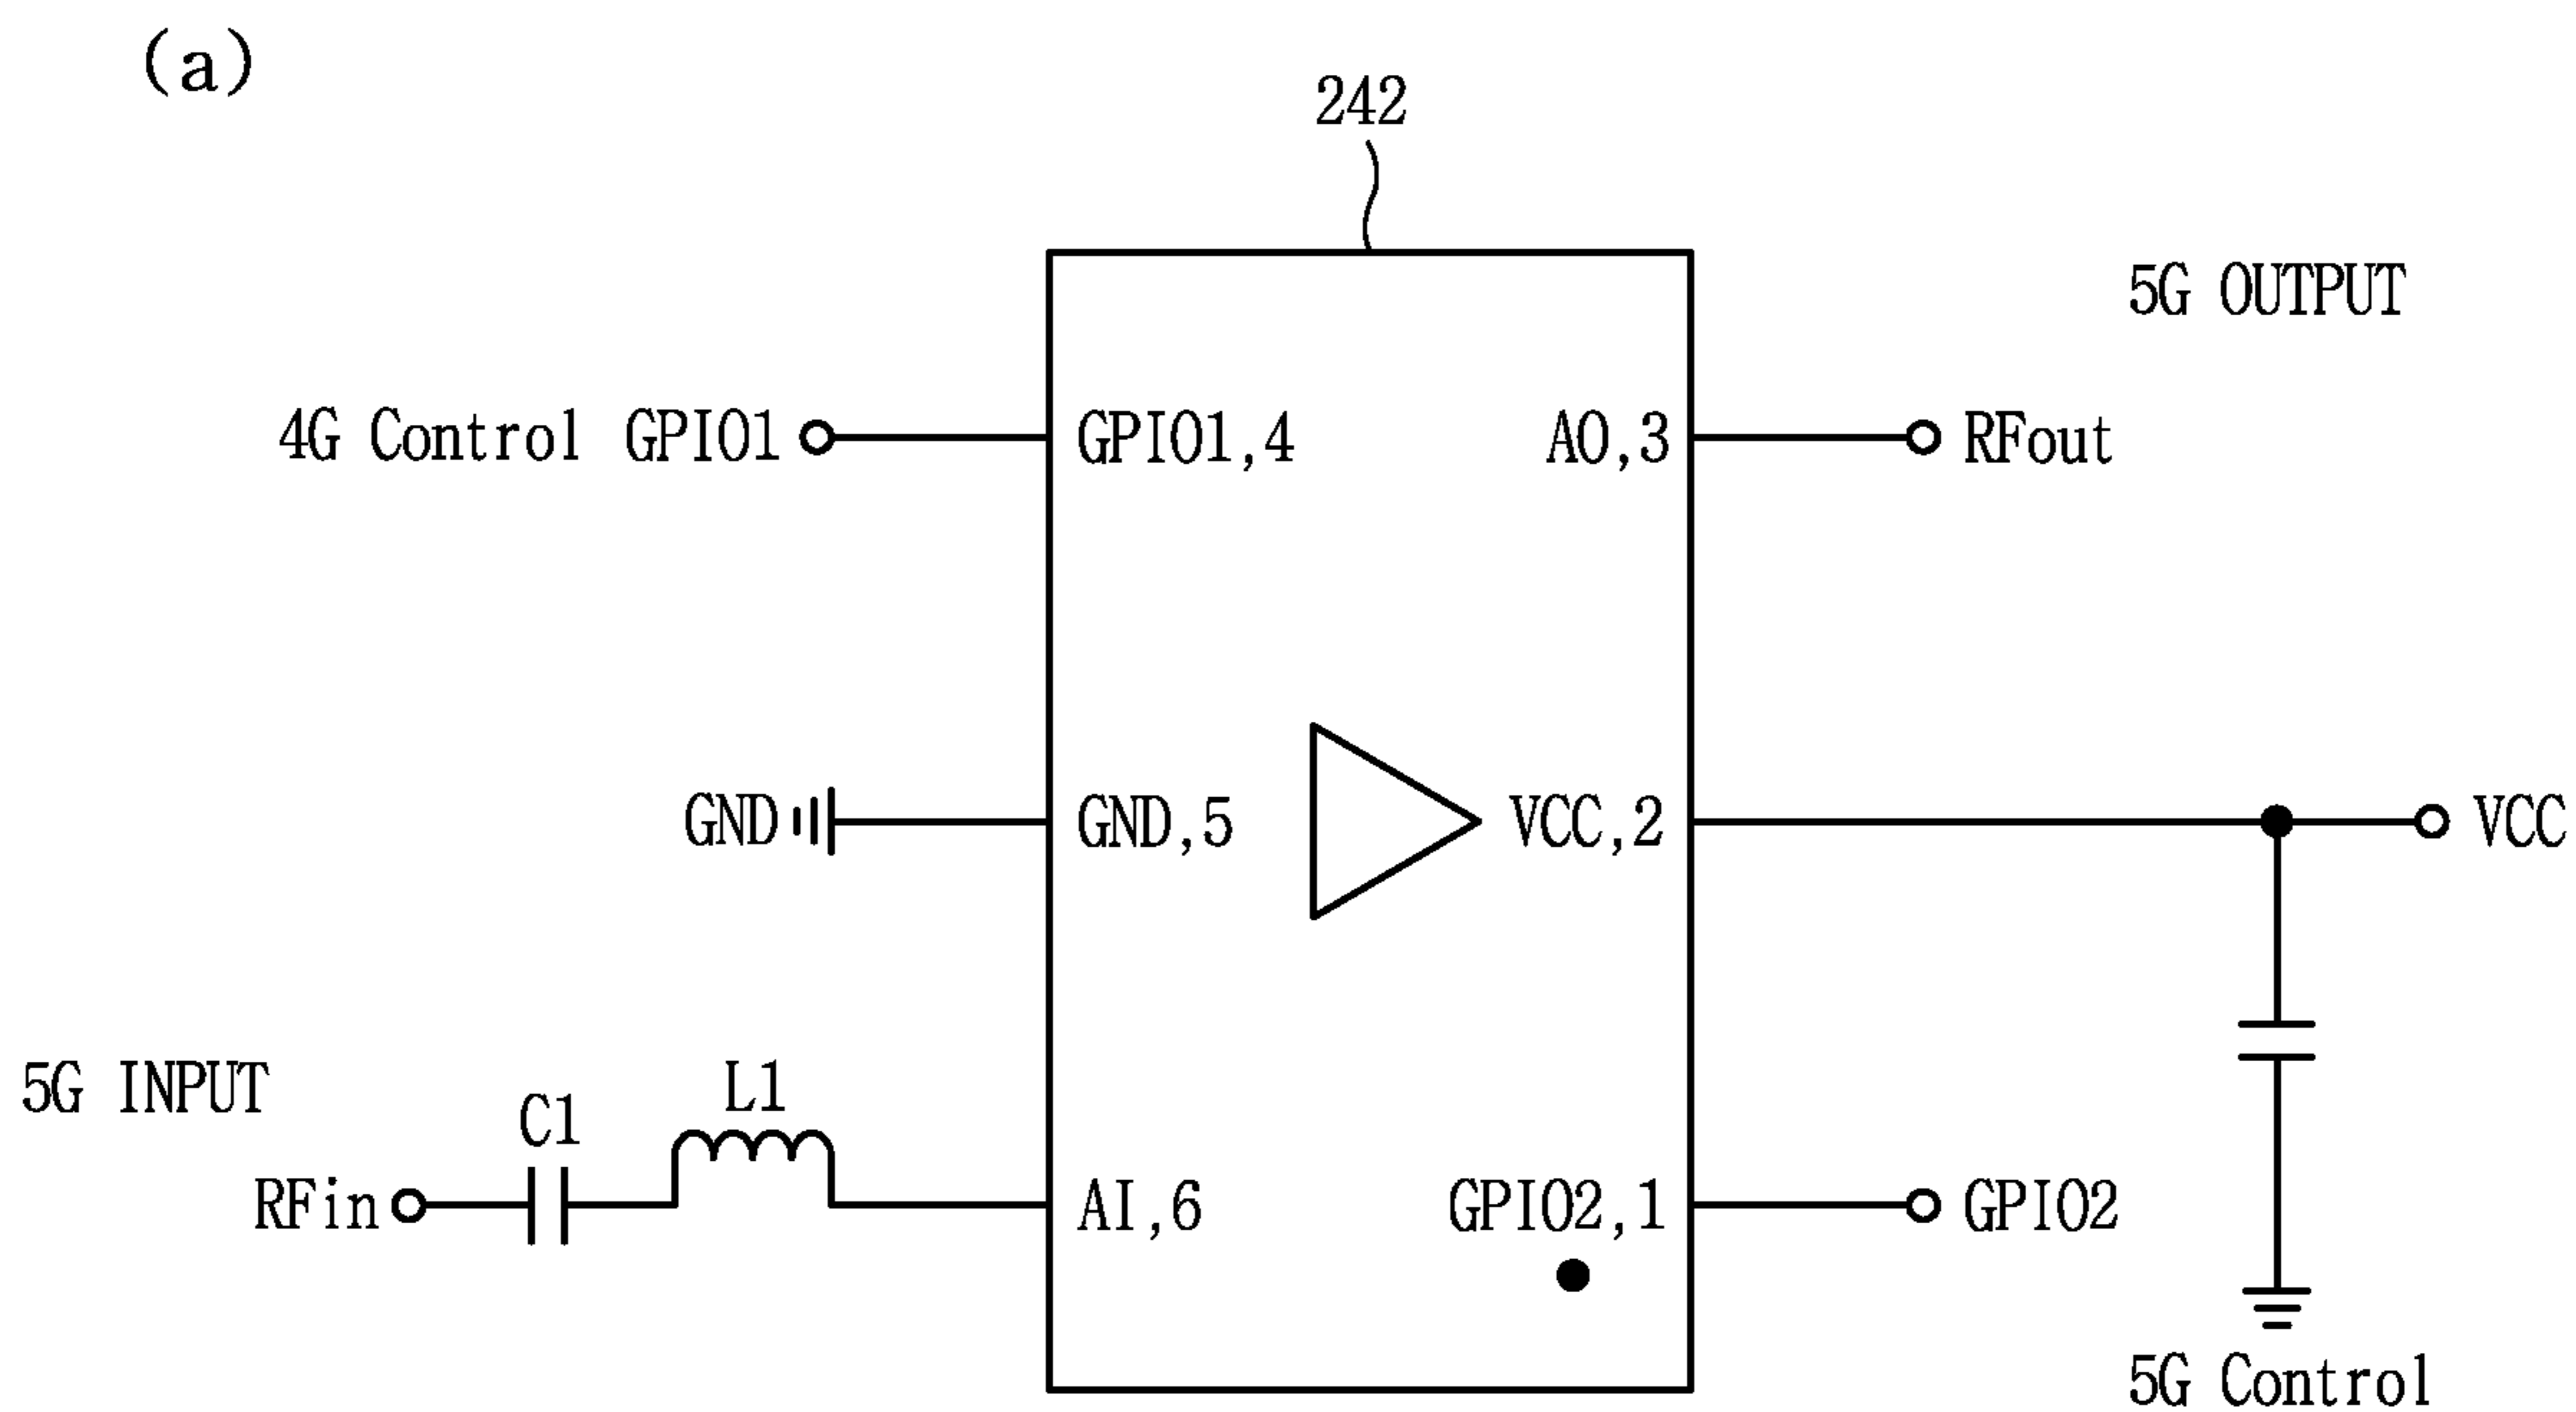 (a)
242
5G OUTPUT
4G Control GPIO1
GPIO1,4
AO,3
RFout
GND
GND,5
VCC,2
VCC
5G INPUT
C1
L1
RFin
AI,6
GPIO2,1
GPIO2
5G Control